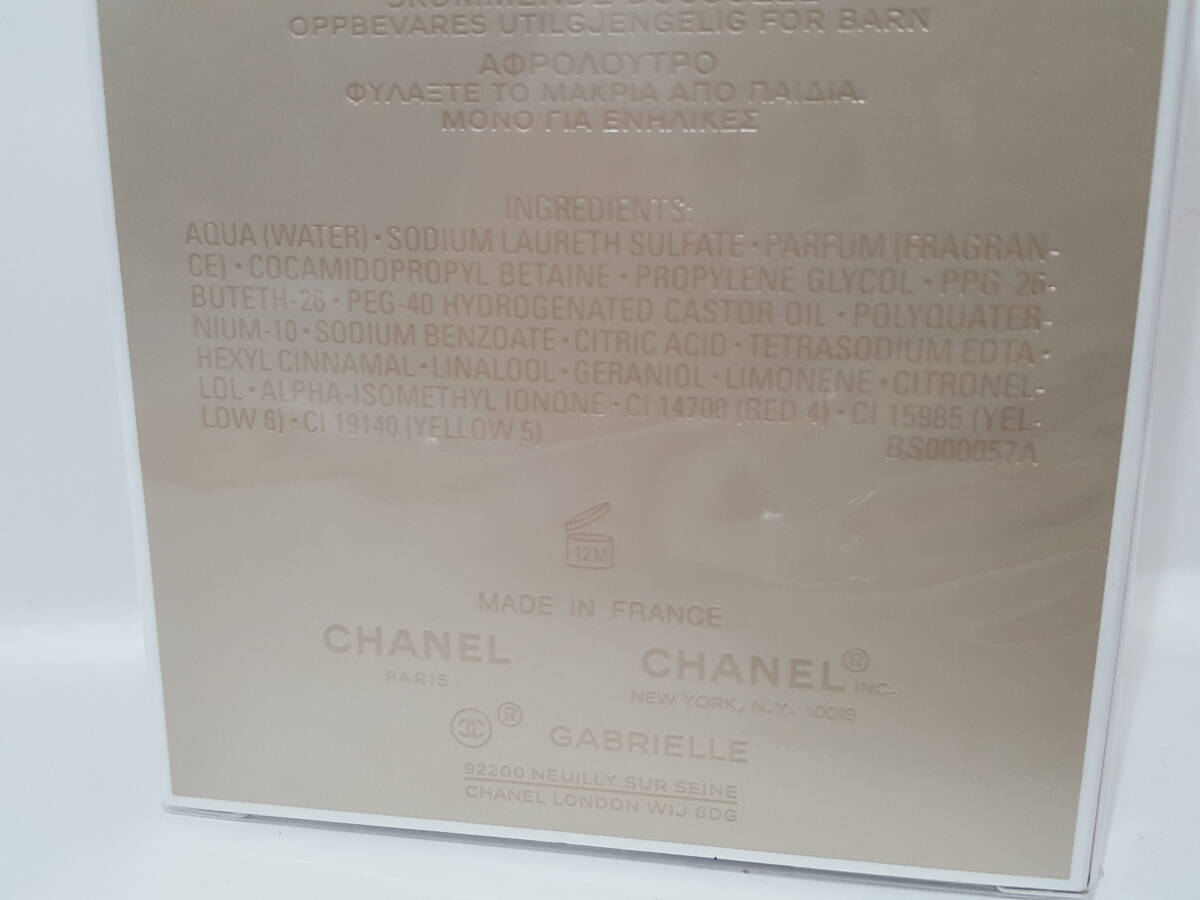 OPPBEVARES UTILGJENGELIG FOR BARN
ΑΦΡΟΛΟΥΤΡΟ
ΦΥΛΑΞΤΕ ΤΟ ΜΑΚΡΙΑ ΑΠΟ ΠΑΙΔΙΑ.
ΜΟΝΟ ΓΙΑ ΕΝΗΛΙΚΕΣ
INGREDIENTS:
AQUA (WATER) · SODIUM LAURETH SULFATE · PARFUM (FRAGRAN-
CE) · COCAMIDOPROPYL BETAINE · PROPYLENE GLYCOL · PPG-26-
BUTETH-26 · PEG-40 HYDROGENATED CASTOR OIL · POLYQUATER-
NIUM-10 · SODIUM BENZOATE · CITRIC ACID · TETRASODIUM EDTA ·
HEXYL CINNAMAL · LINALOOL · GERANIOL · LIMONENE · CITRONEL-
LOL · ALPHA-ISOMETHYL IONONE · CI 14700 (RED 4) · CI 15985 (YEL-
LOW 6) · CI 19140 (YELLOW 5) BS000057A
12M
MADE IN FRANCE
CHANEL
PARIS
CHANEL® INC.
NEW YORK, N.Y. 10019
® GABRIELLE
92200 NEUILLY SUR SEINE
CHANEL LONDON W1J 6DG